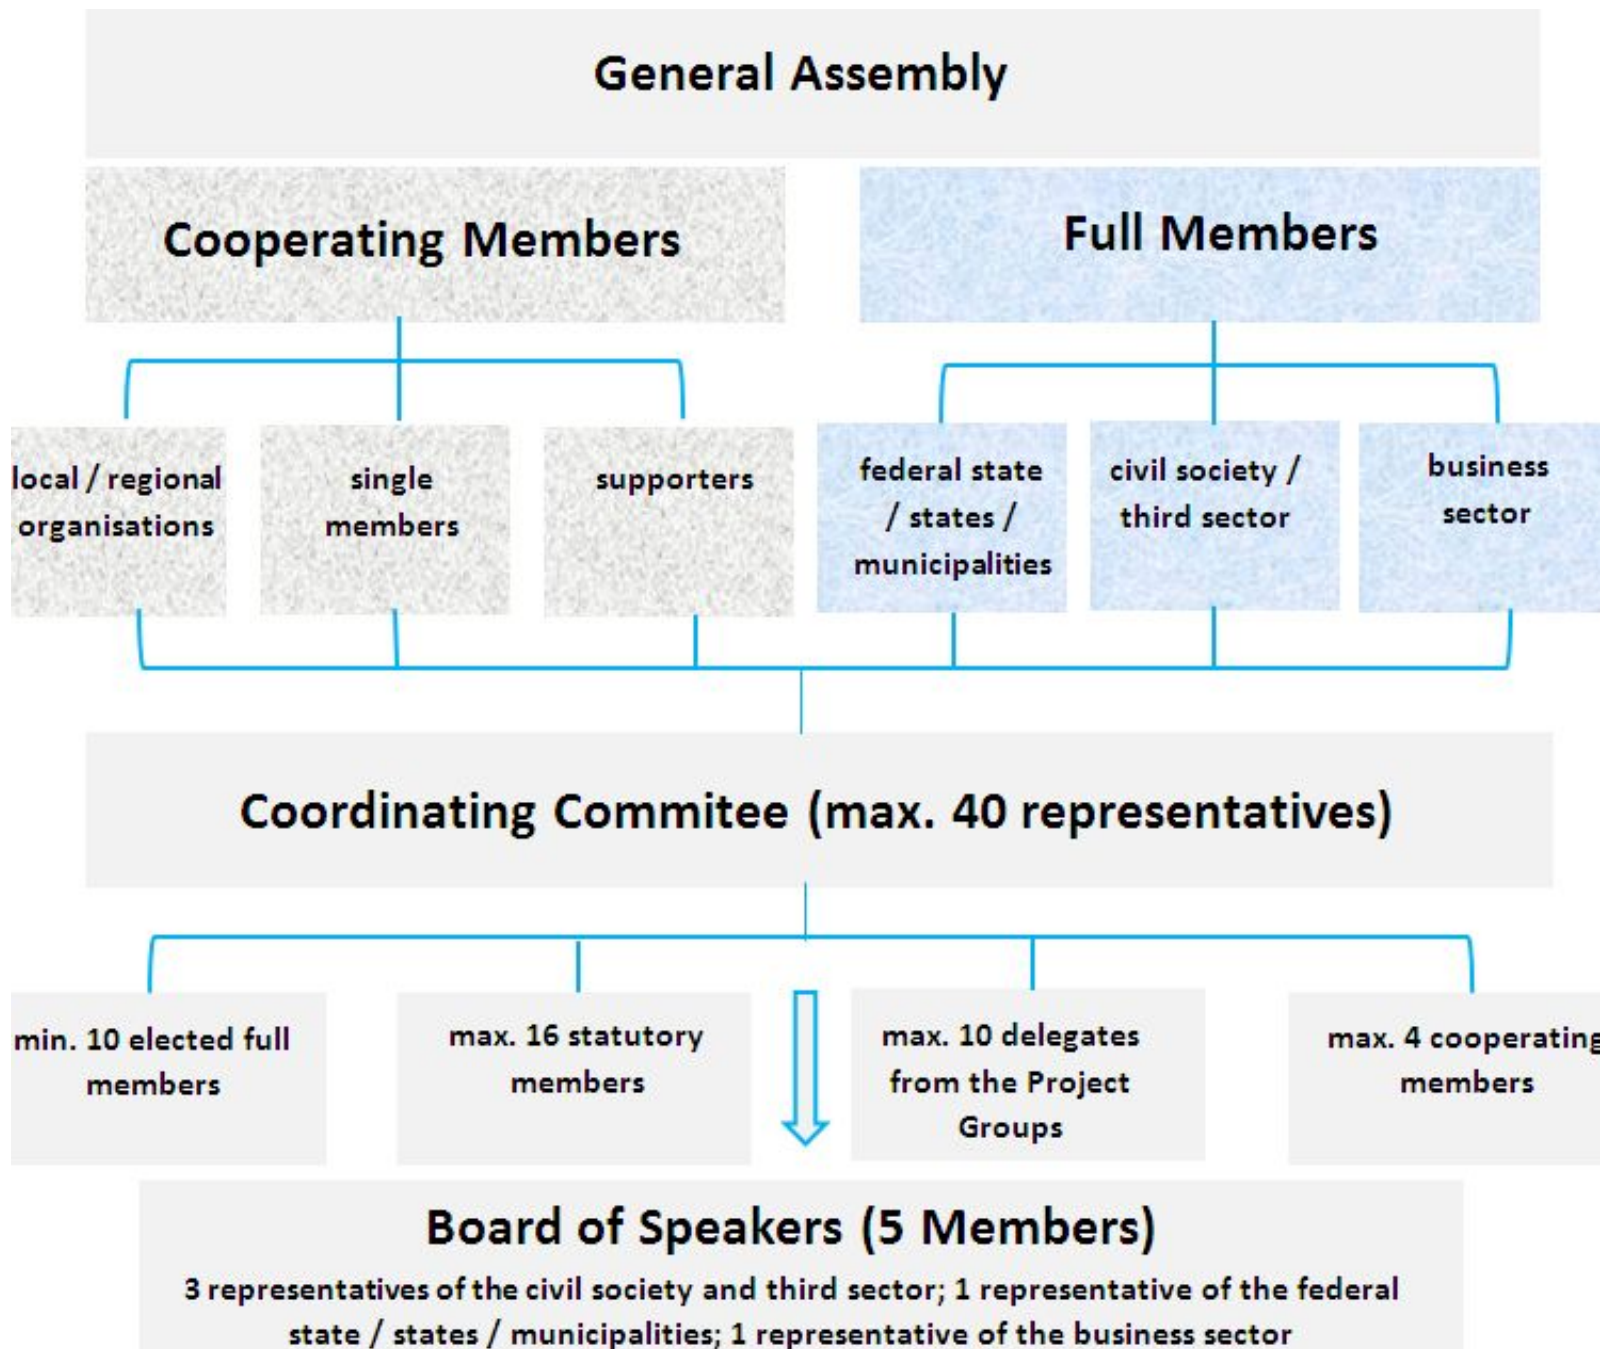 General Assembly
Cooperating Members
Full Members
local / regional
organisations
single
members
supporters
federal state
/ states /
municipalities
civil society /
third sector
business
sector
Coordinating Commitee (max. 40 representatives)
min. 10 elected full
members
max. 16 statutory
members
max. 10 delegates
from the Project
Groups
max. 4 cooperating
members
Board of Speakers (5 Members)
3 representatives of the civil society and third sector; 1 representative of the federal
state / states / municipalities; 1 representative of the business sector